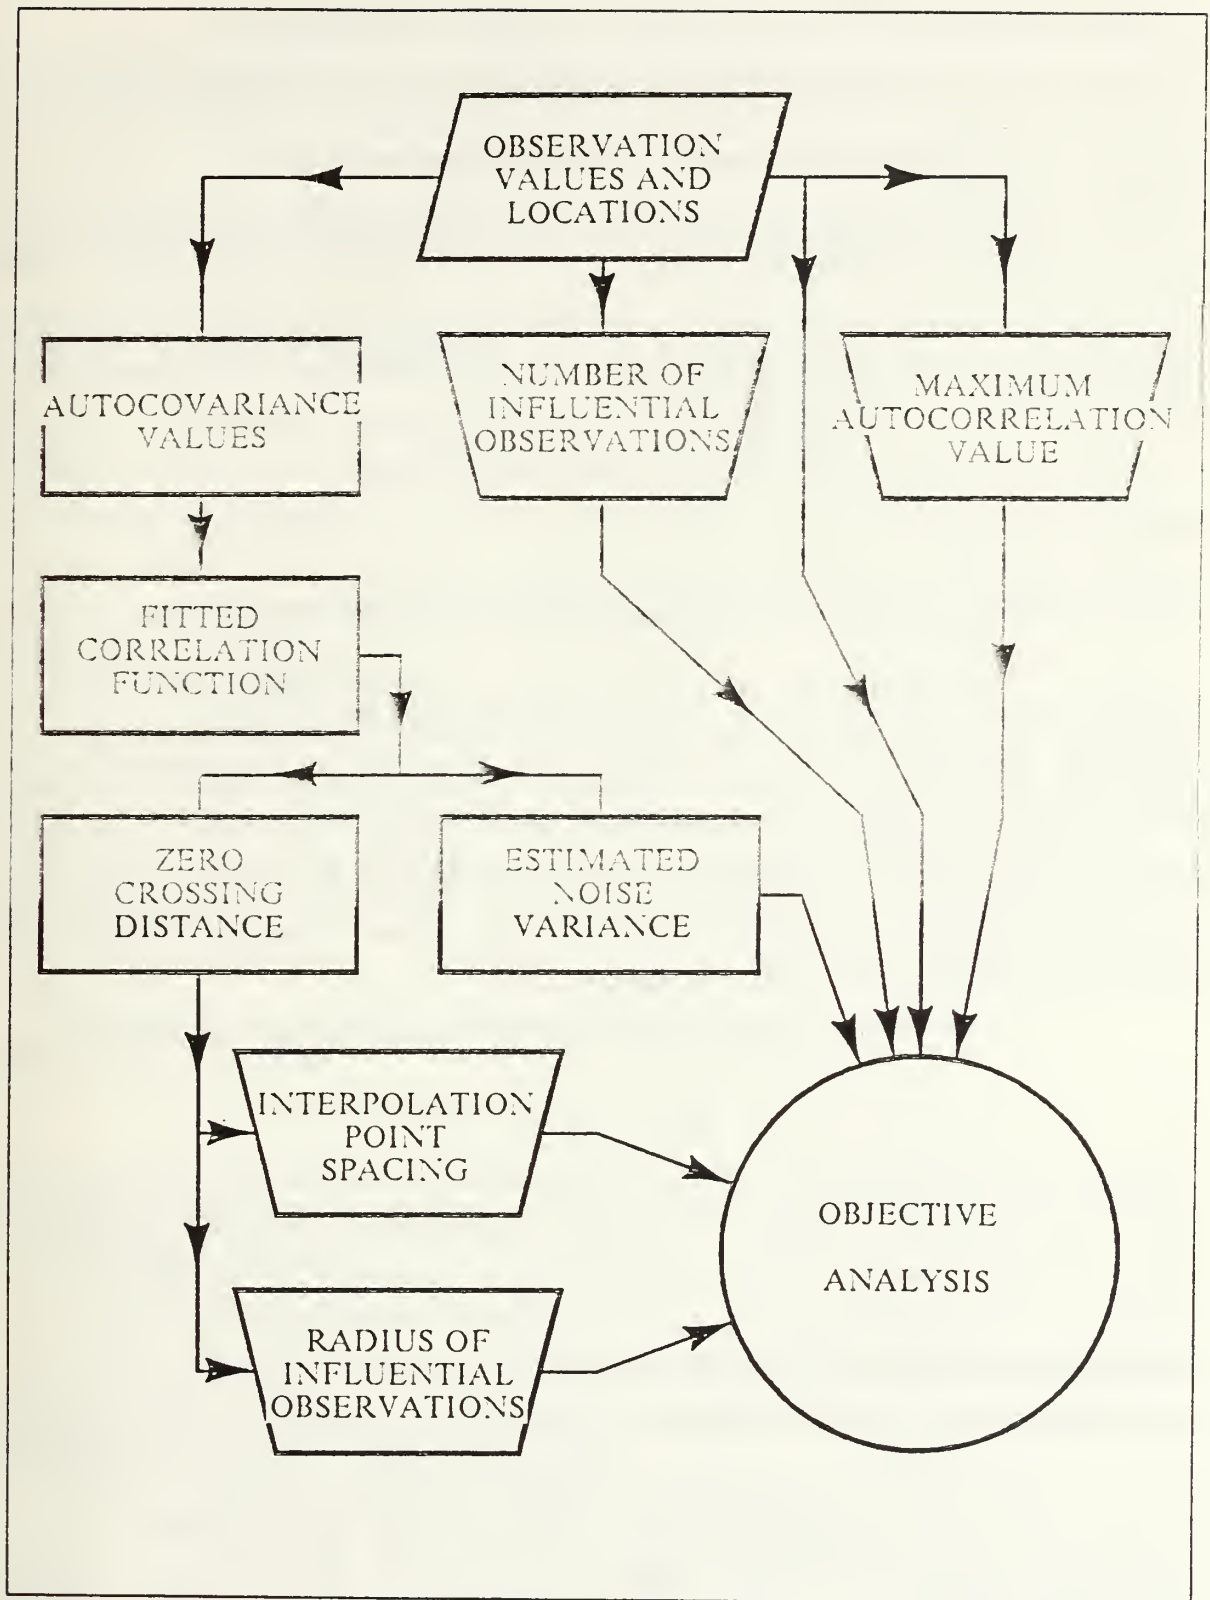 OBSERVATION
VALUES AND
LOCATIONS
AUTOCOVARIANCE
VALUES
NUMBER OF
INFLUENTIAL
OBSERVATIONS
MAXIMUM
AUTOCORRELATION
VALUE
FITTED
CORRELATION
FUNCTION
ZERO
CROSSING
DISTANCE
ESTIMATED
NOISE
VARIANCE
INTERPOLATION
POINT
SPACING
OBJECTIVE
ANALYSIS
RADIUS OF
INFLUENTIAL
OBSERVATIONS